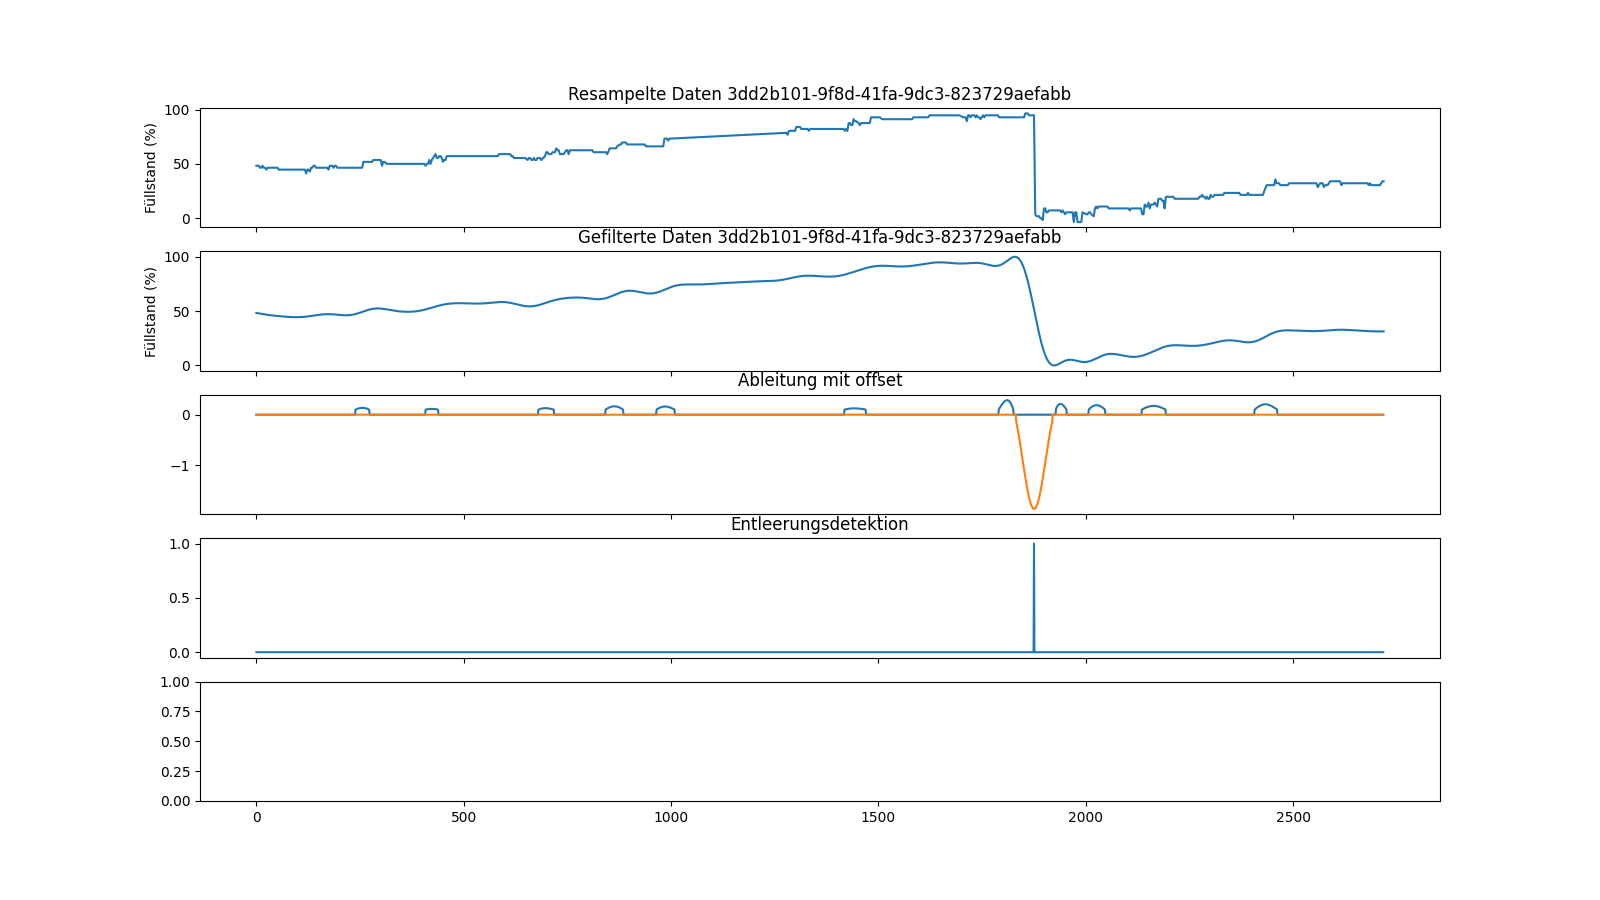 Resampelte Daten 3dd2b101-9f8d-41fa-9dc3-823729aefabb
100
50
0
Füllstand (%)
Gefilterte Daten 3dd2b101-9f8d-41fa-9dc3-823729aefabb
100
50
0
Füllstand (%)
Ableitung mit offset
0
−1
Entleerungsdetektion
1.0
0.5
0.0
1.00
0.75
0.50
0.25
0.00
0 500 1000 1500 2000 2500